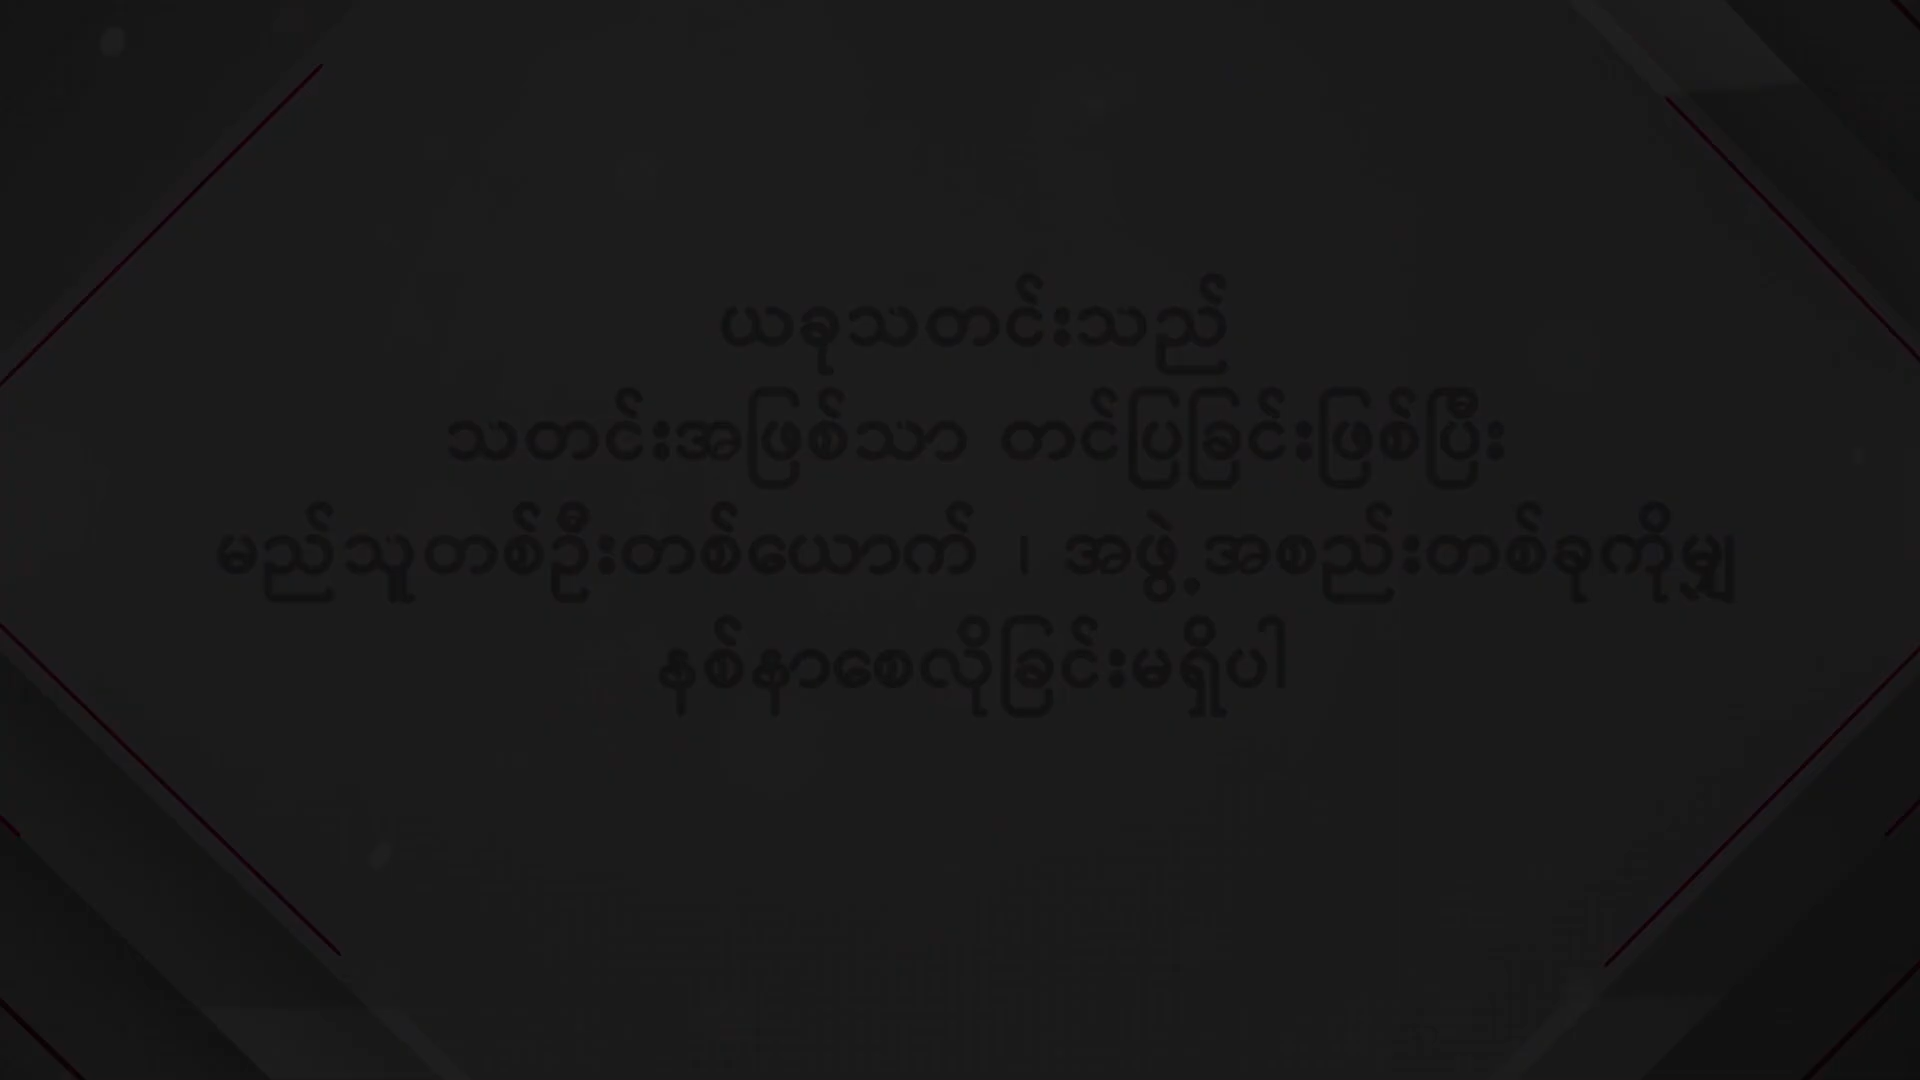 ယခုသတင်းသည်
သတင်းအဖြစ်သာ တင်ပြခြင်းဖြစ်ပြီး
မည်သူတစ်ဦးတစ်ယောက် ၊ အဖွဲ့အစည်းတစ်ခုကိုမျှ
နစ်နာစေလိုခြင်းမရှိပါ